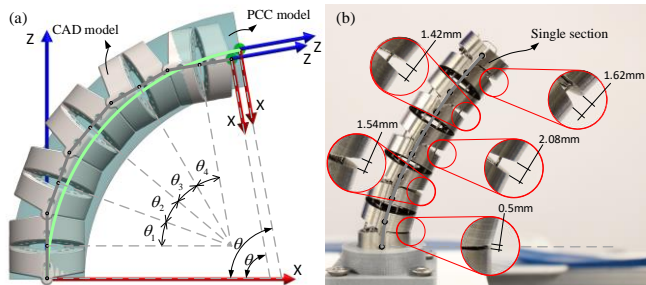 (a)
CAD model
PCC model
Z
Z
Z
X
X
θ4
θ3
θ2
θ1
θ
θ
X
(b)
Single section
1.42mm
1.62mm
1.54mm
2.08mm
0.5mm